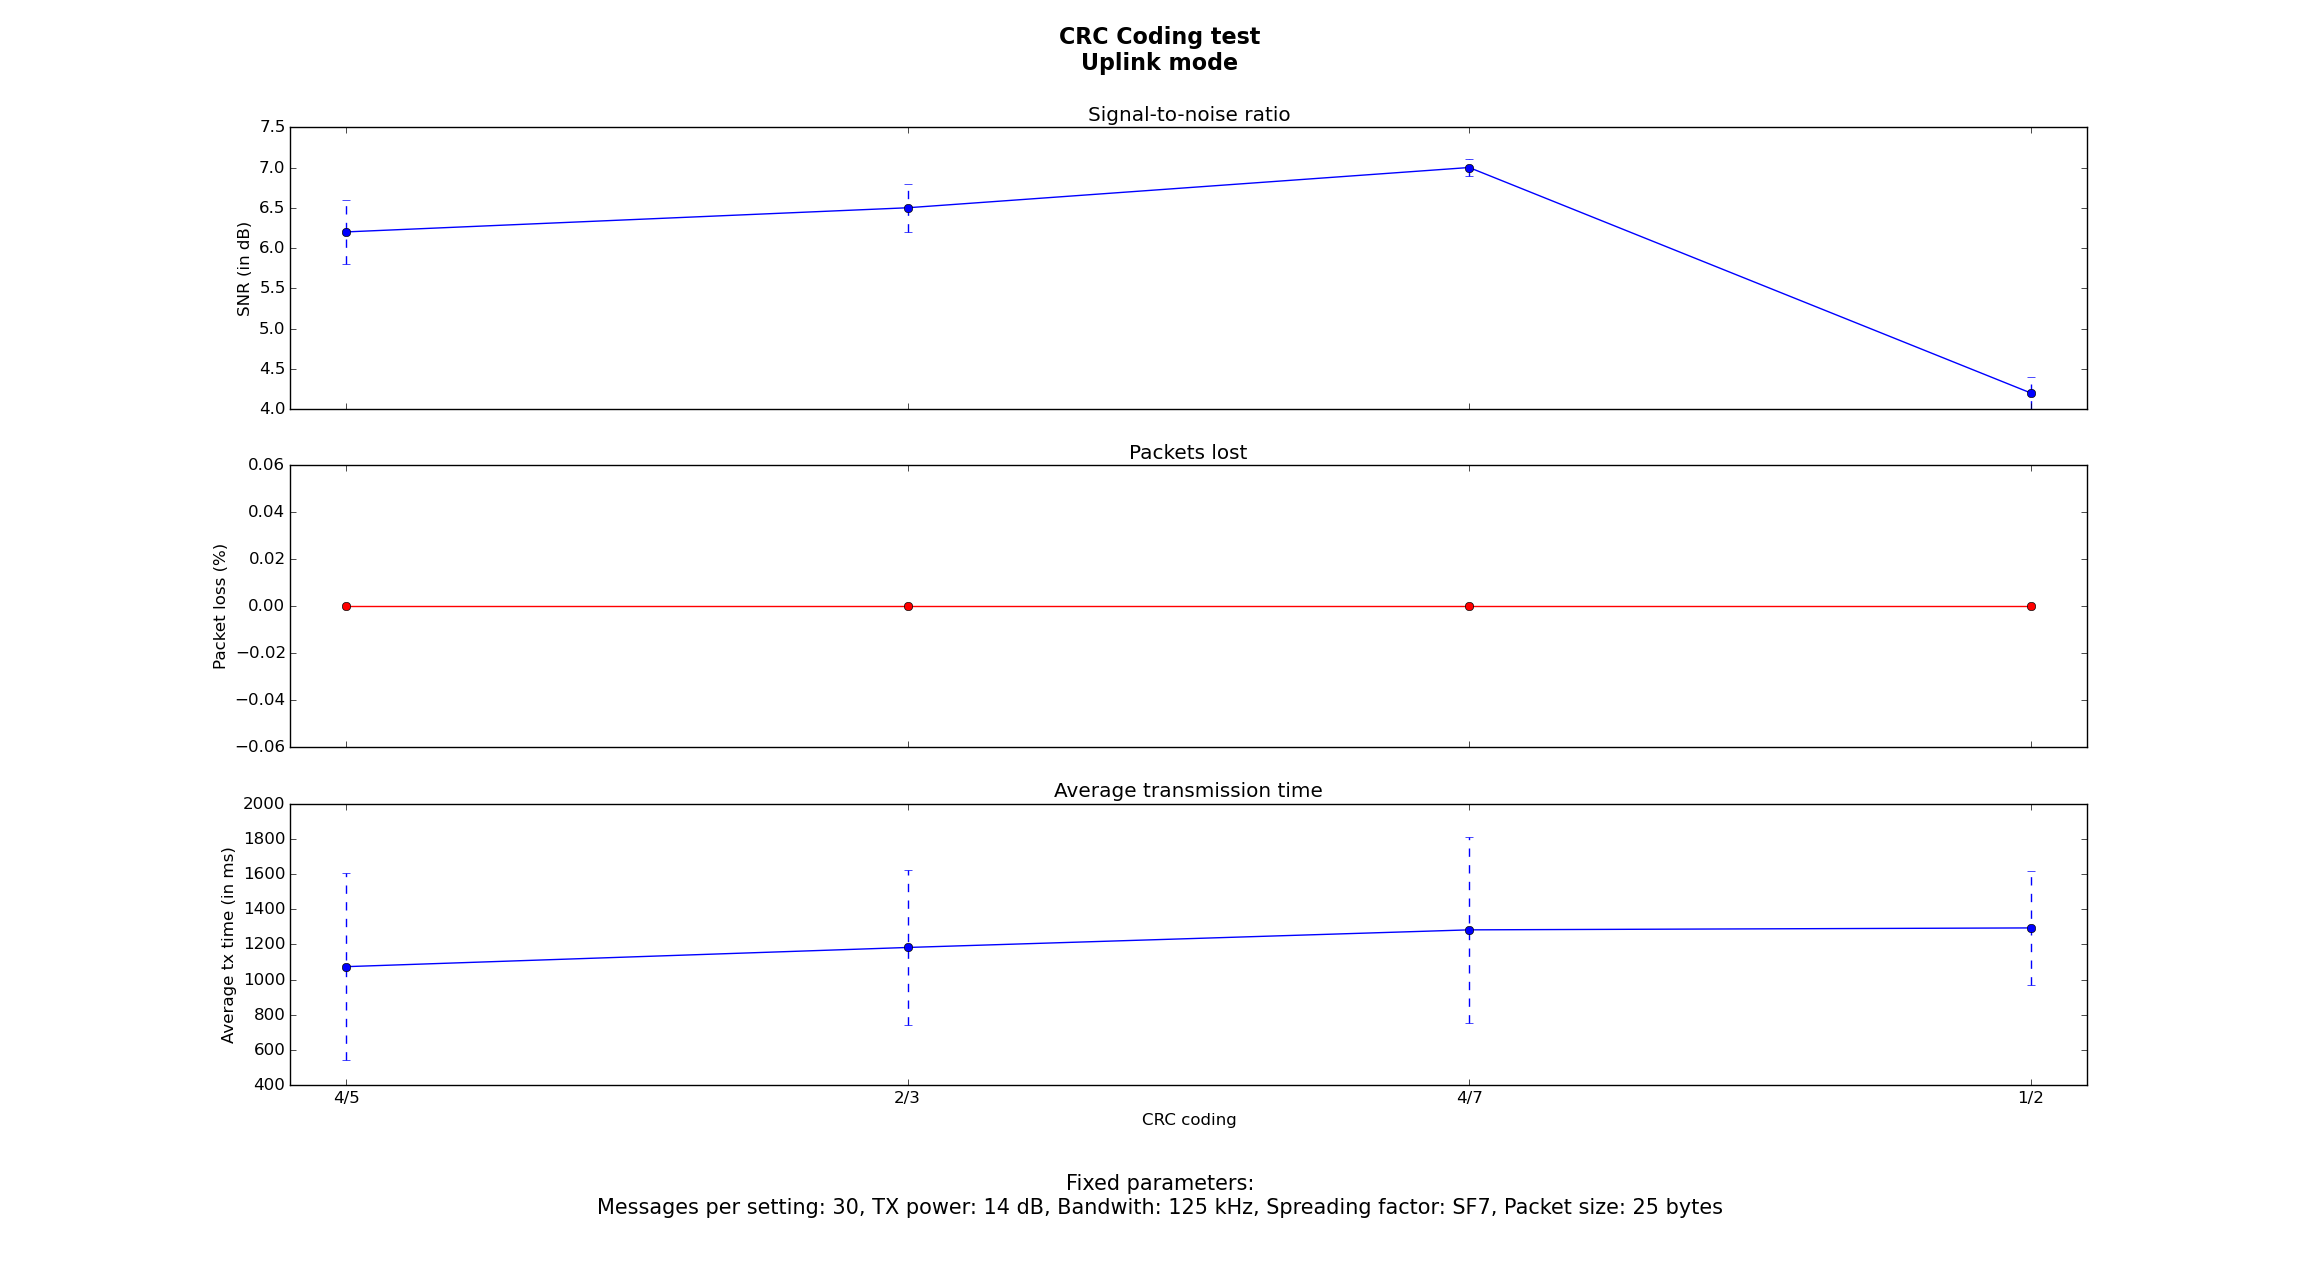 CRC Coding test
Uplink mode
Signal-to-noise ratio
7.5
7.0
6.5
6.0
5.5
5.0
4.5
4.0
SNR (in dB)
Packets lost
0.06
0.04
0.02
0.00
−0.02
−0.04
−0.06
Packet loss (%)
Average transmission time
2000
1800
1600
1400
1200
1000
800
600
400
Average tx time (in ms)
4/5 2/3 4/7 1/2
CRC coding
Fixed parameters:
Messages per setting: 30, TX power: 14 dB, Bandwith: 125 kHz, Spreading factor: SF7, Packet size: 25 bytes